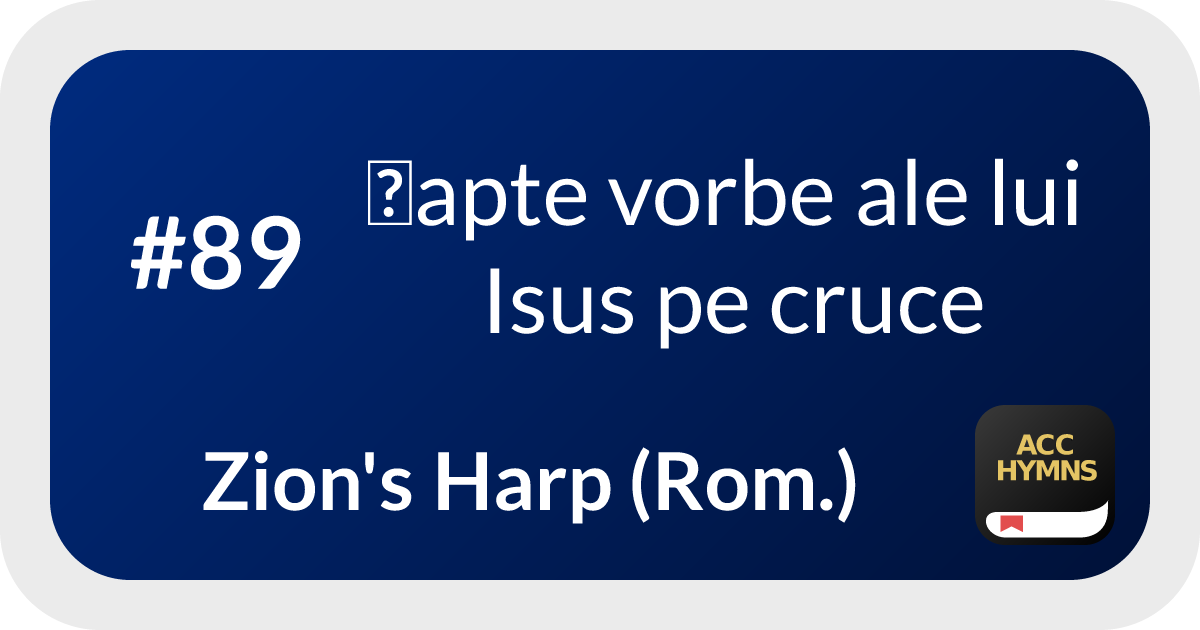 #89
⍰apte vorbe ale lui
Isus pe cruce
Zion's Harp (Rom.)
ACC
HYMNS